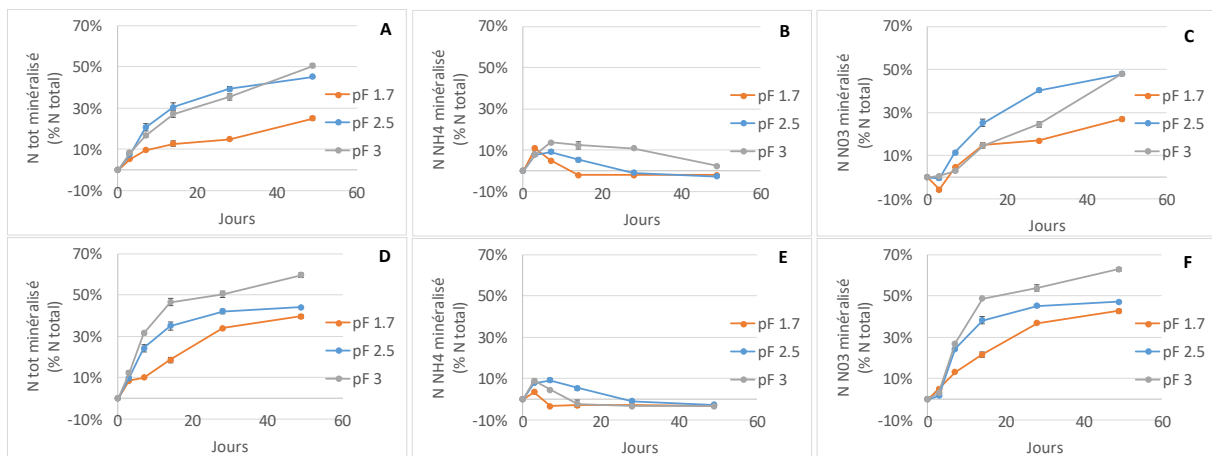 A
N tot minéralisé
(% N total)
70%
50%
30%
10%
-10%
0
20
40
60
Jours
pF 1.7
pF 2.5
pF 3
B
N NH4 minéralisé
(% N total)
70%
50%
30%
10%
-10%
0
20
40
60
Jours
pF 1.7
pF 2.5
pF 3
C
N N03 minéralisé
(% N total)
70%
50%
30%
10%
-10%
0
20
40
60
Jours
pF 1.7
pF 2.5
pF 3
D
N tot minéralisé
(% N total)
70%
50%
30%
10%
-10%
0
20
40
60
Jours
pF 1.7
pF 2.5
pF 3
E
N NH4 minéralisé
(% N total)
70%
50%
30%
10%
-10%
0
20
40
60
Jours
pF 1.7
pF 2.5
pF 3
F
N N03 minéralisé
(% N total)
70%
50%
30%
10%
-10%
0
20
40
60
Jours
pF 1.7
pF 2.5
pF 3